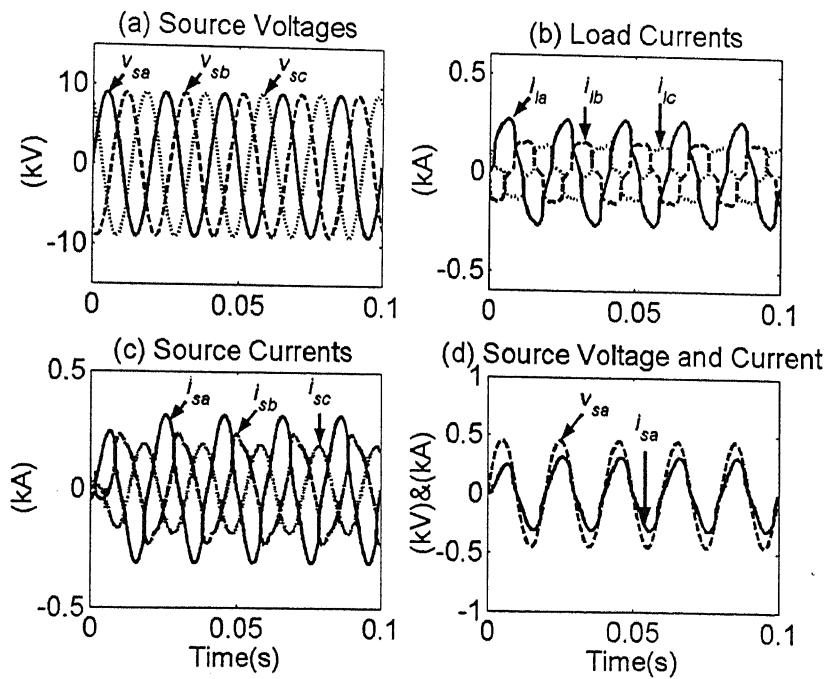 (a) Source Voltages
v_sa v_sb v_sc
10
0
-10
(kV)
0 0.05 0.1
(b) Load Currents
i_la i_lb i_lc
0.5
0
-0.5
(kA)
0 0.05 0.1
(c) Source Currents
i_sa i_sb i_sc
0.5
0
-0.5
(kA)
0 0.05 0.1
Time(s)
(d) Source Voltage and Current
v_sa i_sa
1
0.5
0
-0.5
-1
(kV)&(kA)
0 0.05 0.1
Time(s)